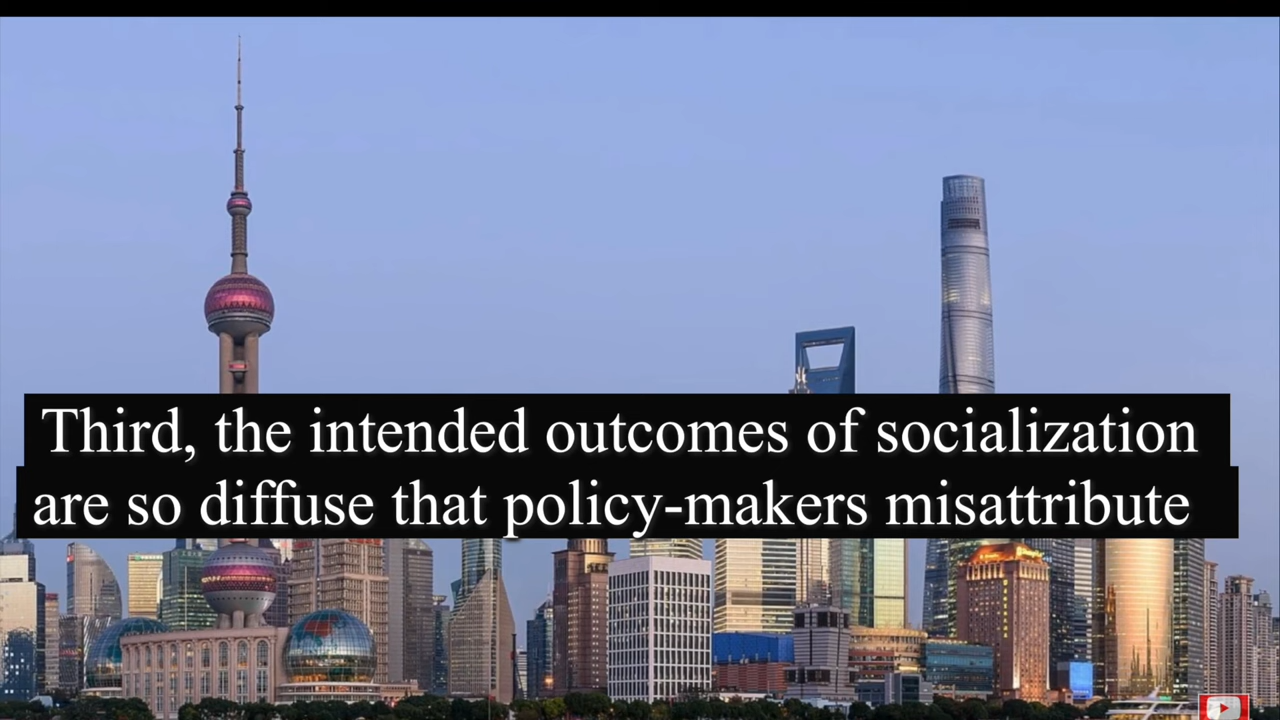 Third, the intended outcomes of socialization
are so diffuse that policy-makers misattribute